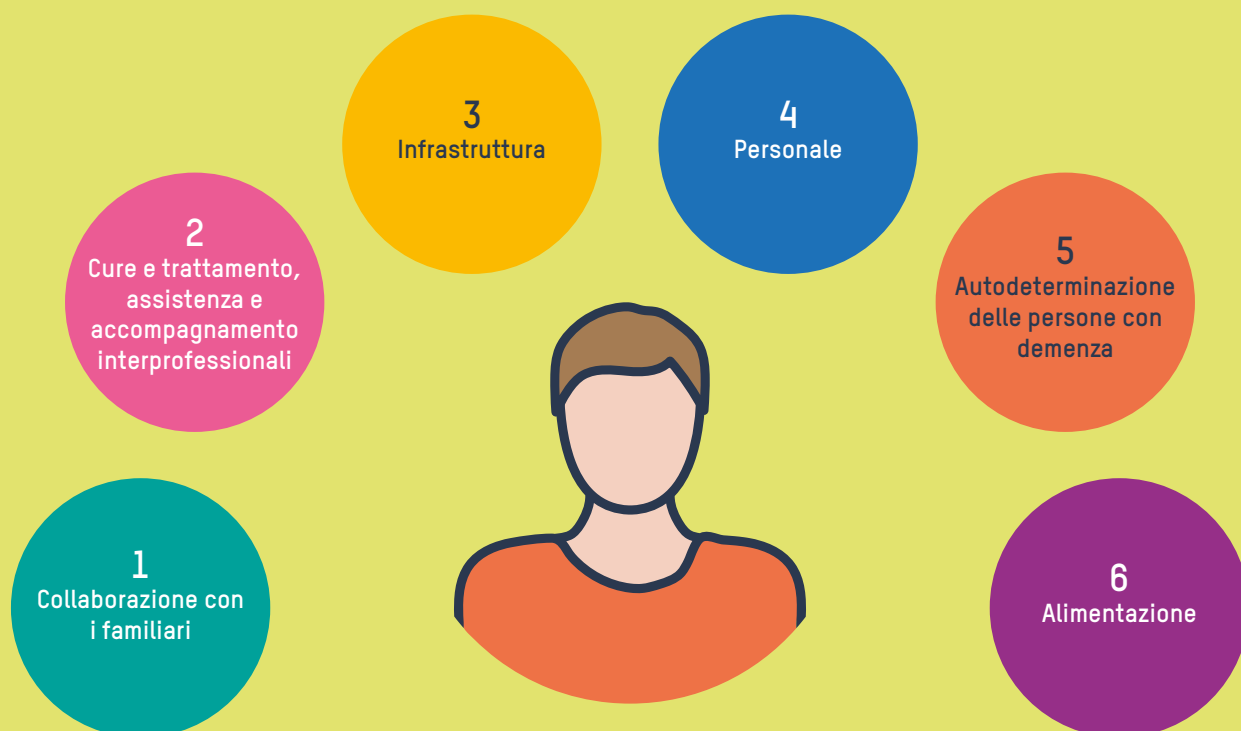 1
Collaborazione con
i familiari
2
Cure e trattamento,
assistenza e
accompagnamento
interprofessionali
3
Infrastruttura
4
Personale
5
Autodeterminazione
delle persone con
demenza
6
Alimentazione